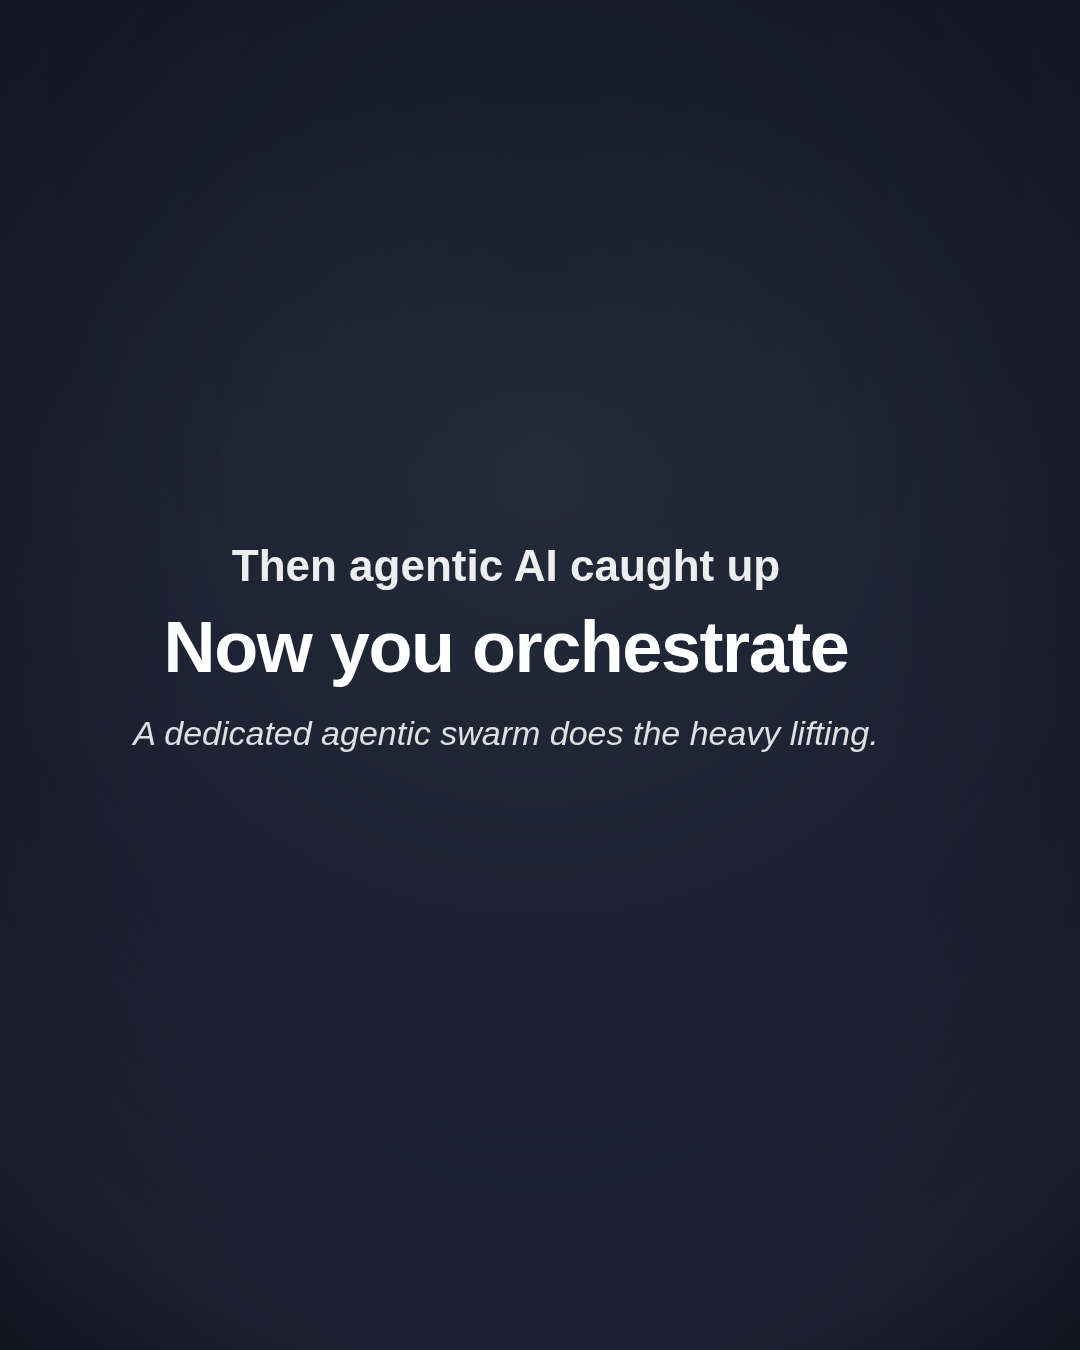 Then agentic AI caught up
Now you orchestrate
A dedicated agentic swarm does the heavy lifting.